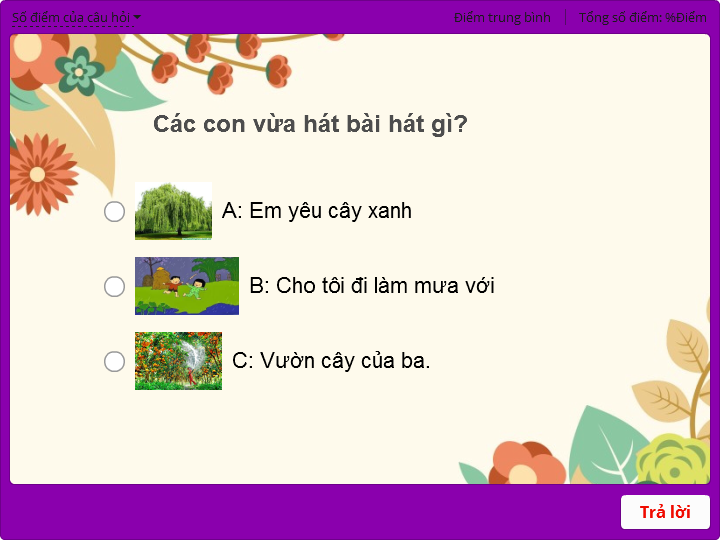 Số điểm của câu hỏi
Điểm trung bình
Tổng số điểm: %Điểm
Các con vừa hát bài hát gì?
A: Em yêu cây xanh
B: Cho tôi đi làm mưa với
C: Vườn cây của ba.
Trả lời